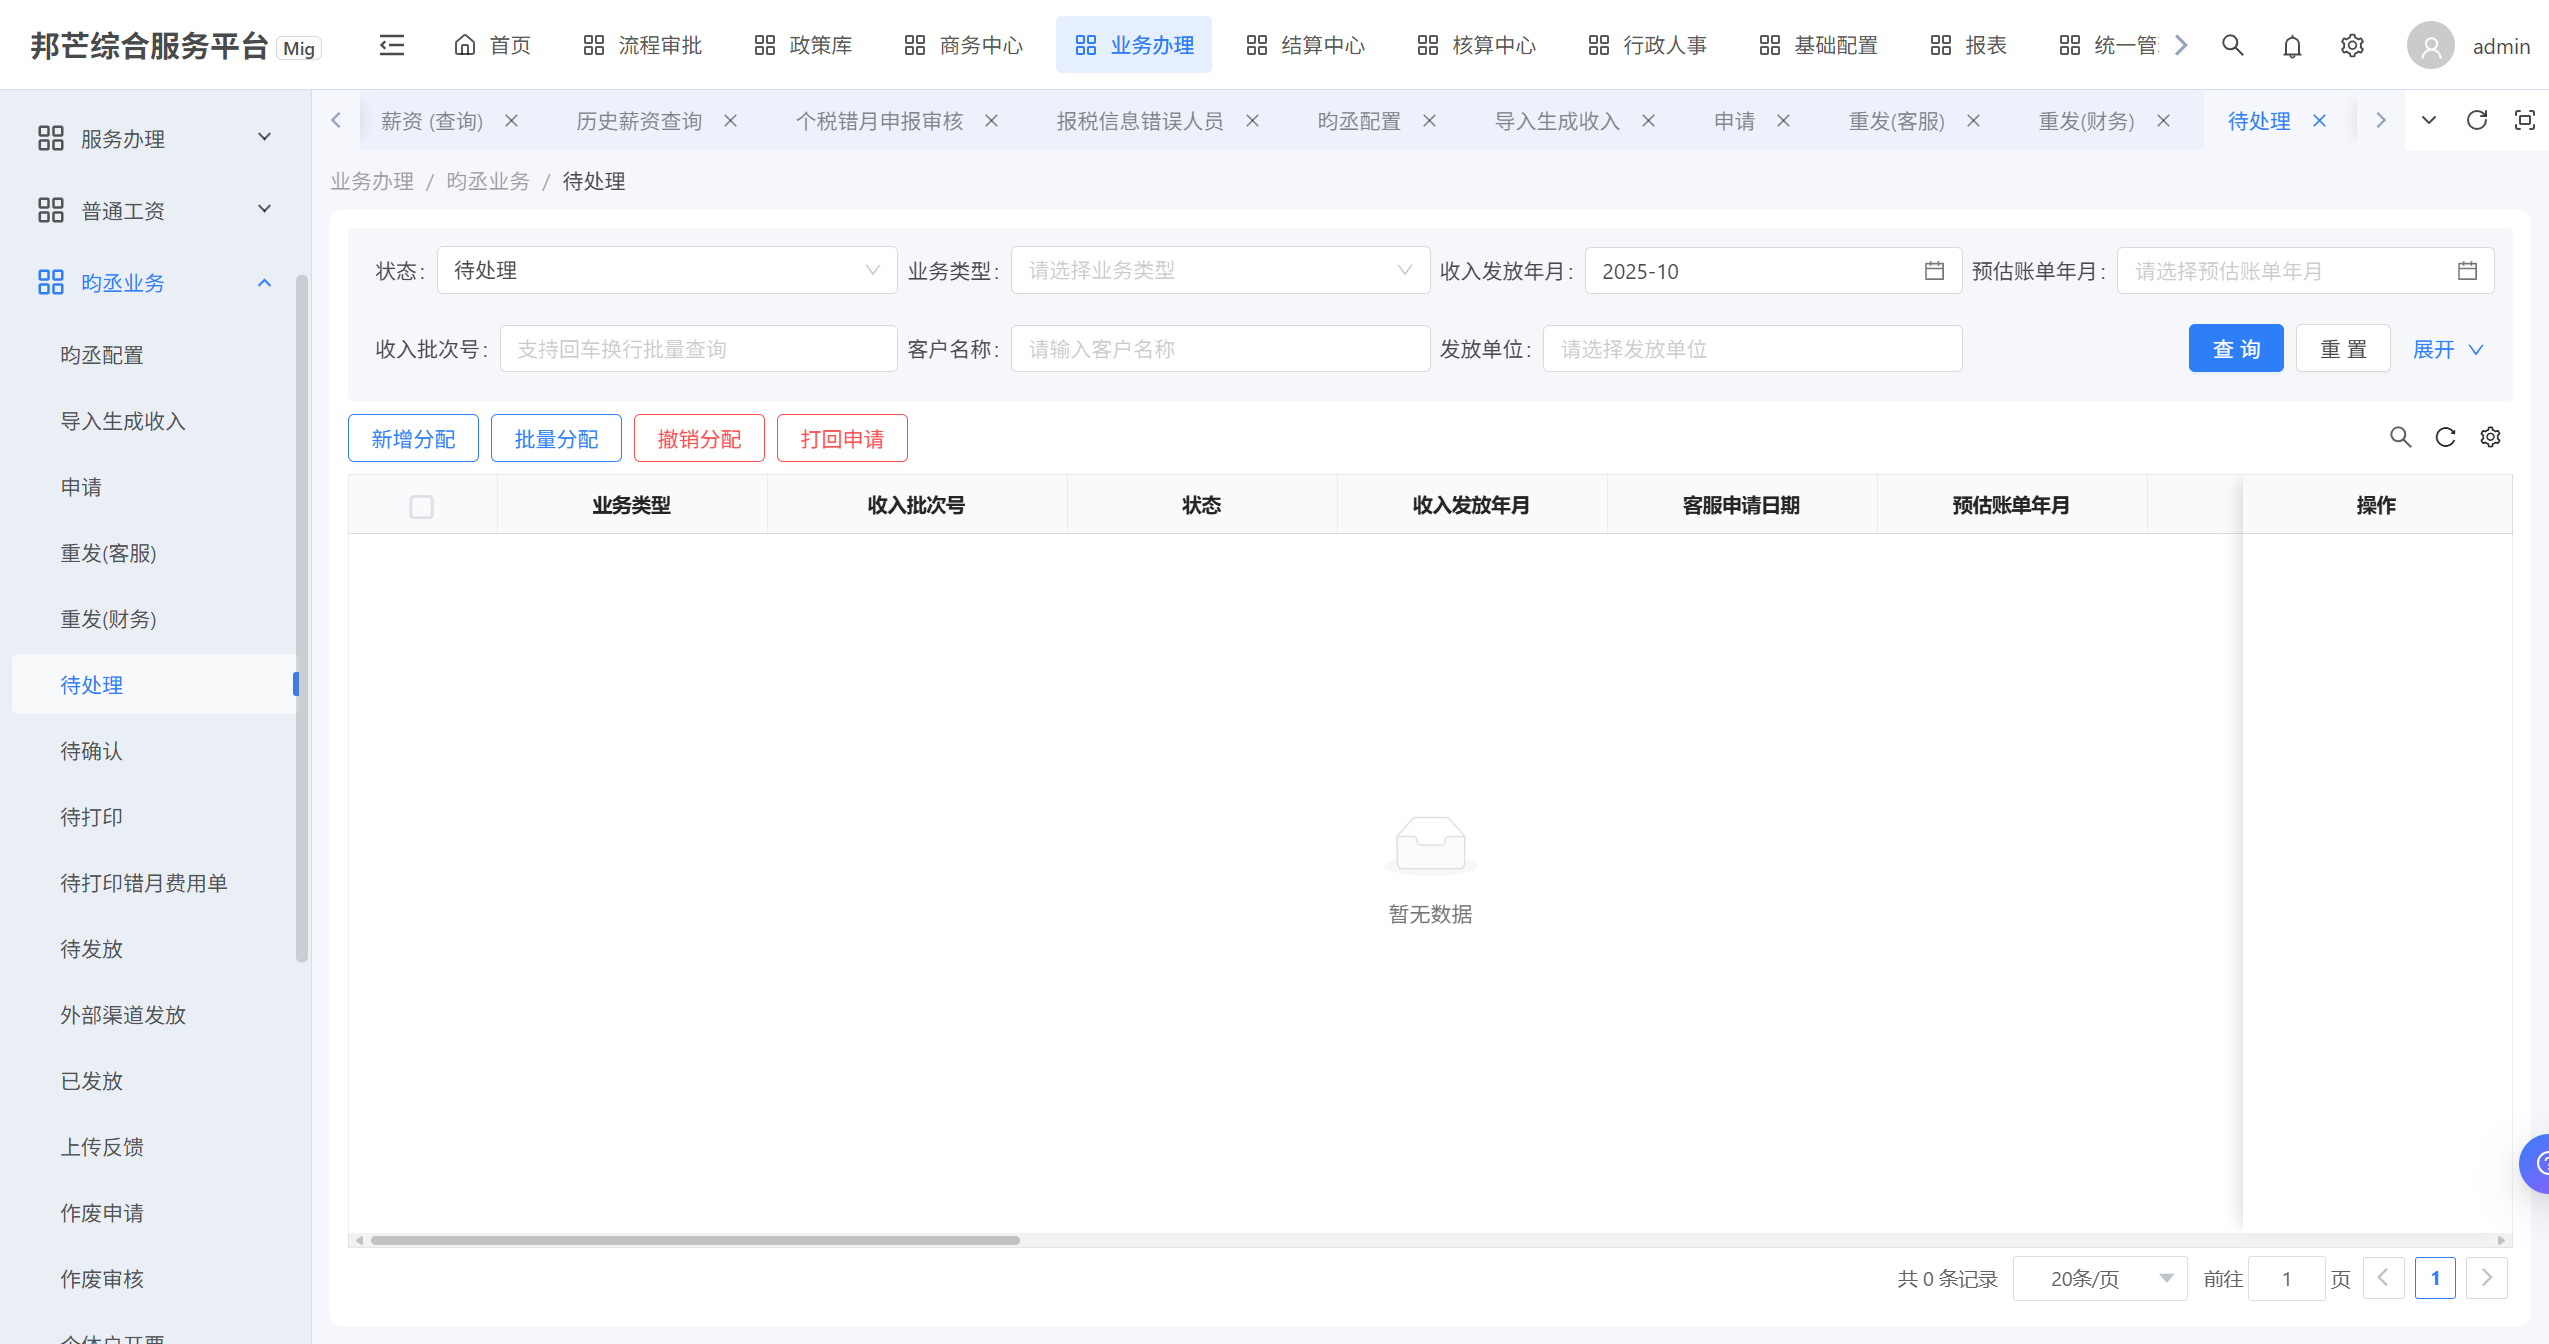 邦芒综合服务平台 Mig
首页 流程审批 政策库 商务中心 业务办理 结算中心 核算中心 行政人事 基础配置 报表 统一管 admin
薪资 (查询) 历史薪资查询 个税错月申报审核 报税信息错误人员 昀丞配置 导入生成收入 申请 重发(客服) 重发(财务) 待处理
业务办理 / 昀丞业务 / 待处理
服务办理
普通工资
昀丞业务
昀丞配置
导入生成收入
申请
重发(客服)
重发(财务)
待处理
待确认
待打印
待打印错月费用单
待发放
外部渠道发放
已发放
上传反馈
作废申请
作废审核
状态: 待处理 业务类型: 请选择业务类型 收入发放年月: 2025-10 预估账单年月: 请选择预估账单年月
收入批次号: 支持回车换行批量查询 客户名称: 请输入客户名称 发放单位: 请选择发放单位 查 询 重 置 展开
新增分配 批量分配 撤销分配 打回申请
业务类型 收入批次号 状态 收入发放年月 客服申请日期 预估账单年月 操作
暂无数据
共 0 条记录 20条/页 前往 1 页 1